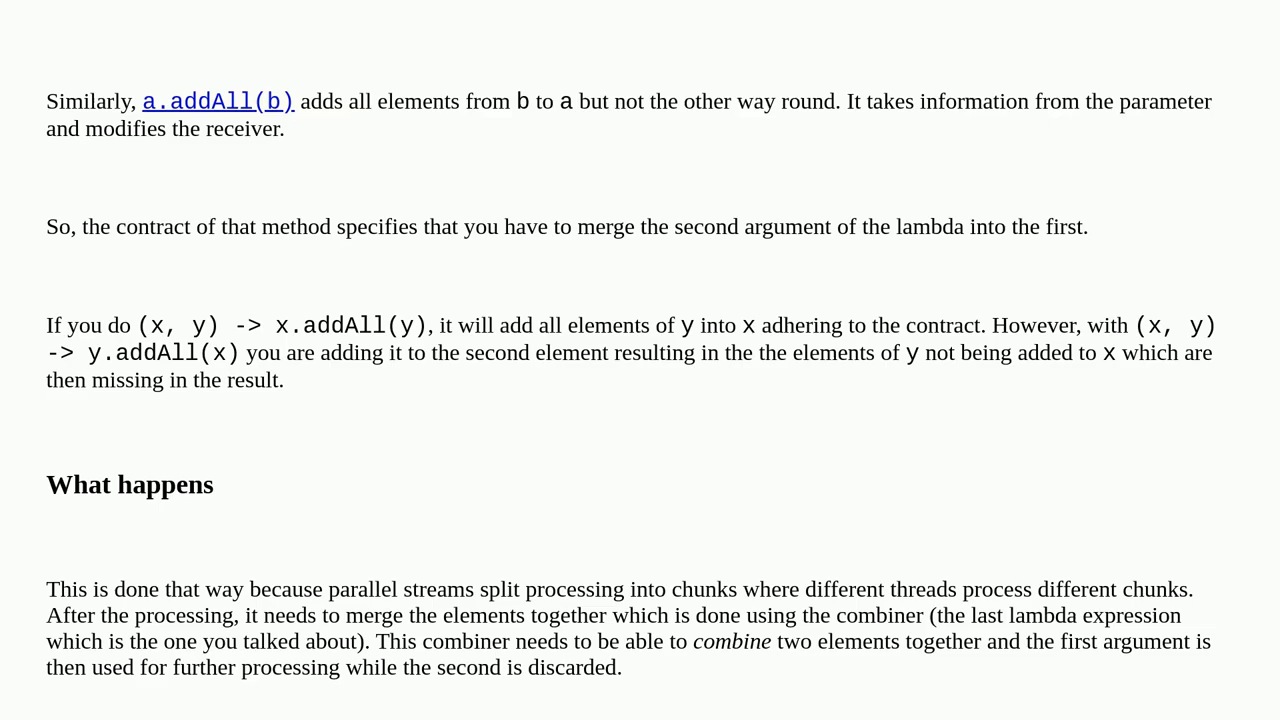 Similarly, a.addAll(b) adds all elements from b to a but not the other way round. It takes information from the parameter
and modifies the receiver.
So, the contract of that method specifies that you have to merge the second argument of the lambda into the first.
If you do (x, y) -> x.addAll(y), it will add all elements of y into x adhering to the contract. However, with (x, y)
-> y.addAll(x) you are adding it to the second element resulting in the the elements of y not being added to x which are
then missing in the result.
What happens
This is done that way because parallel streams split processing into chunks where different threads process different chunks.
After the processing, it needs to merge the elements together which is done using the combiner (the last lambda expression
which is the one you talked about). This combiner needs to be able to combine two elements together and the first argument is
then used for further processing while the second is discarded.